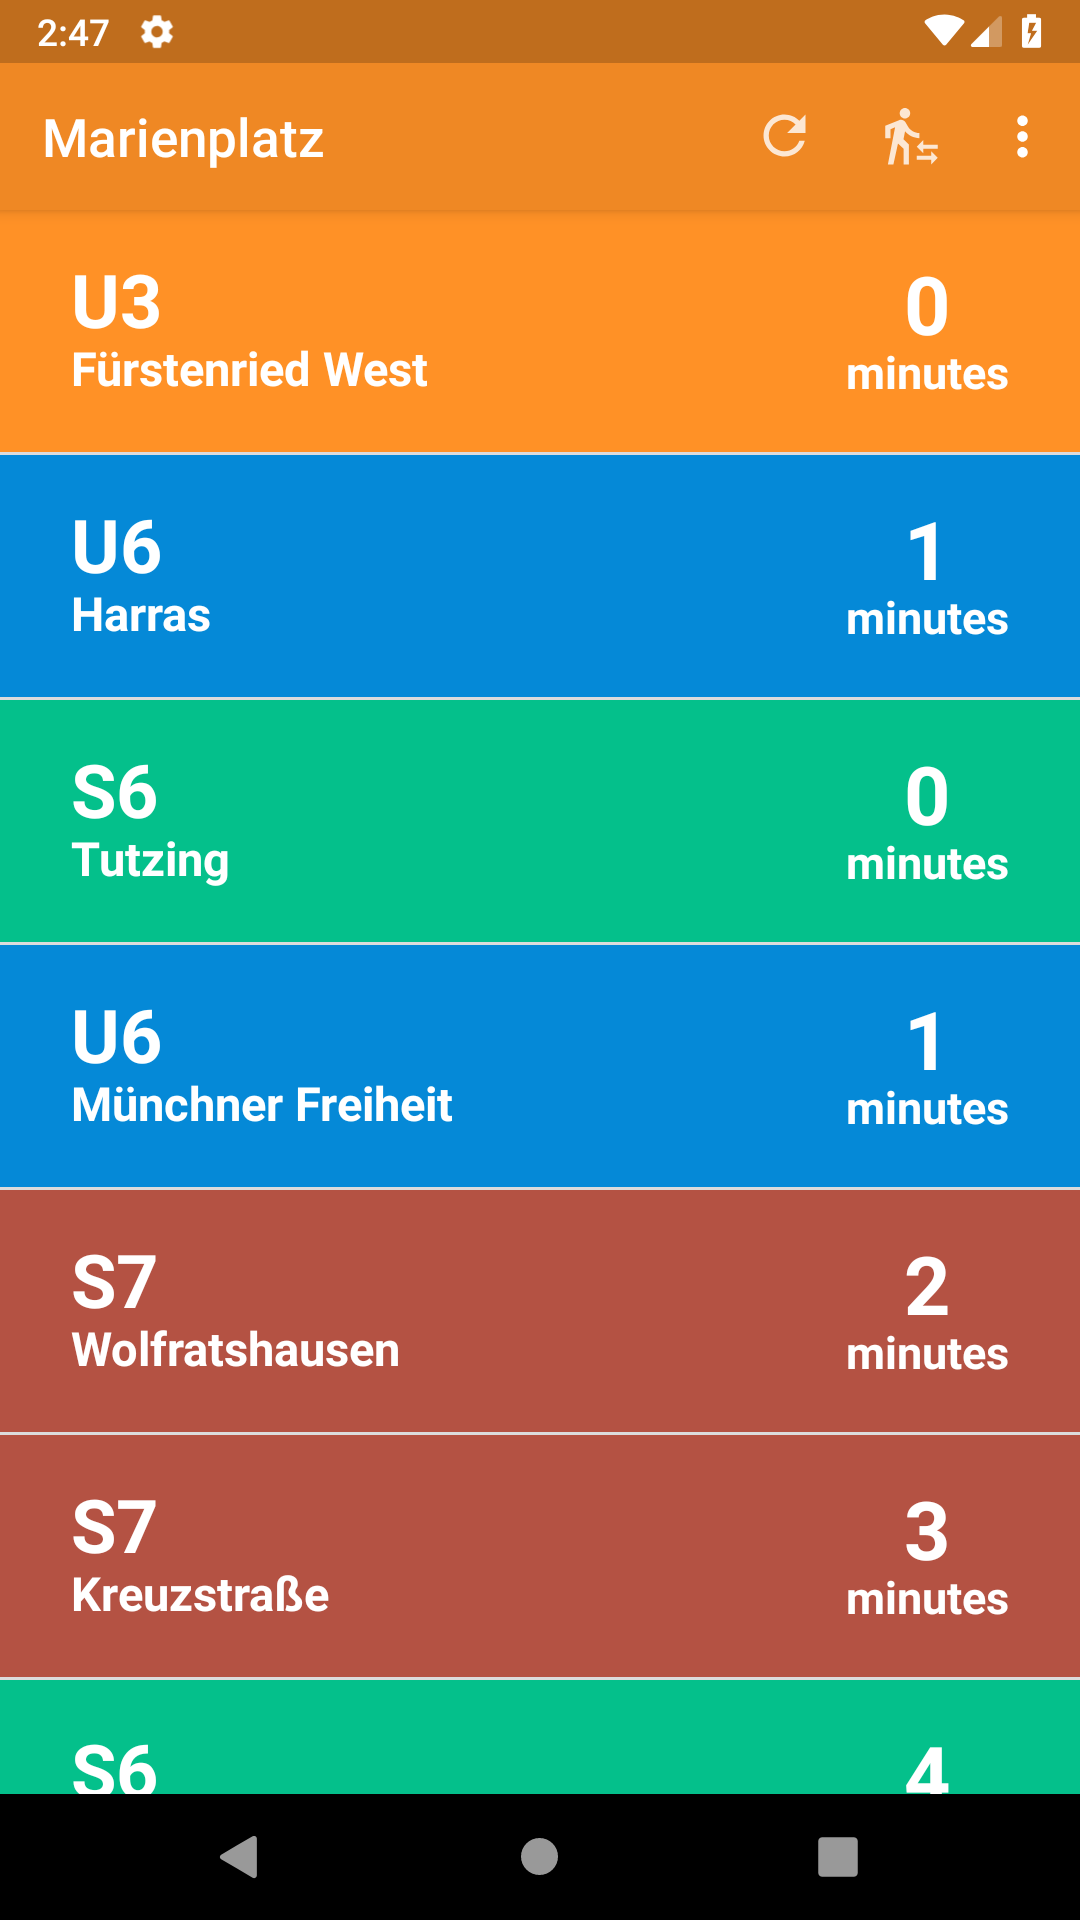 2:47
Marienplatz
U3
0
Fürstenried West
minutes
U6
1
Harras
minutes
S6
0
Tutzing
minutes
U6
1
Münchner Freiheit
minutes
S7
2
Wolfratshausen
minutes
S7
3
Kreuzstraße
minutes
S6
4